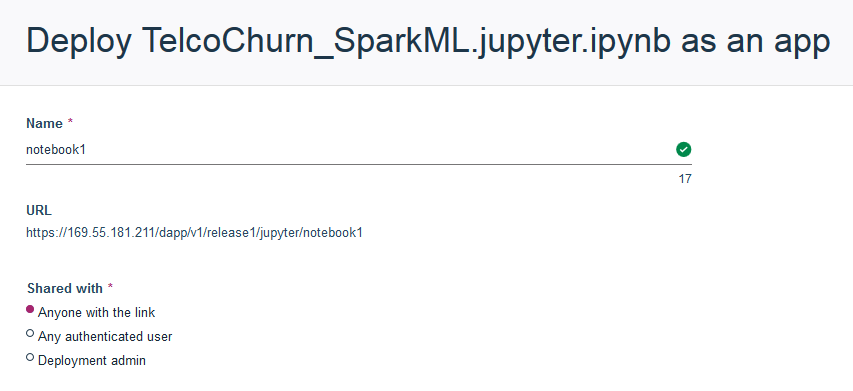 Deploy TelcoChurn_SparkML.jupyter.ipynb as an app
Name *
notebook1
17
URL
https://169.55.181.211/dapp/v1/release1/jupyter/notebook1
Shared with *
Anyone with the link
Any authenticated user
Deployment admin